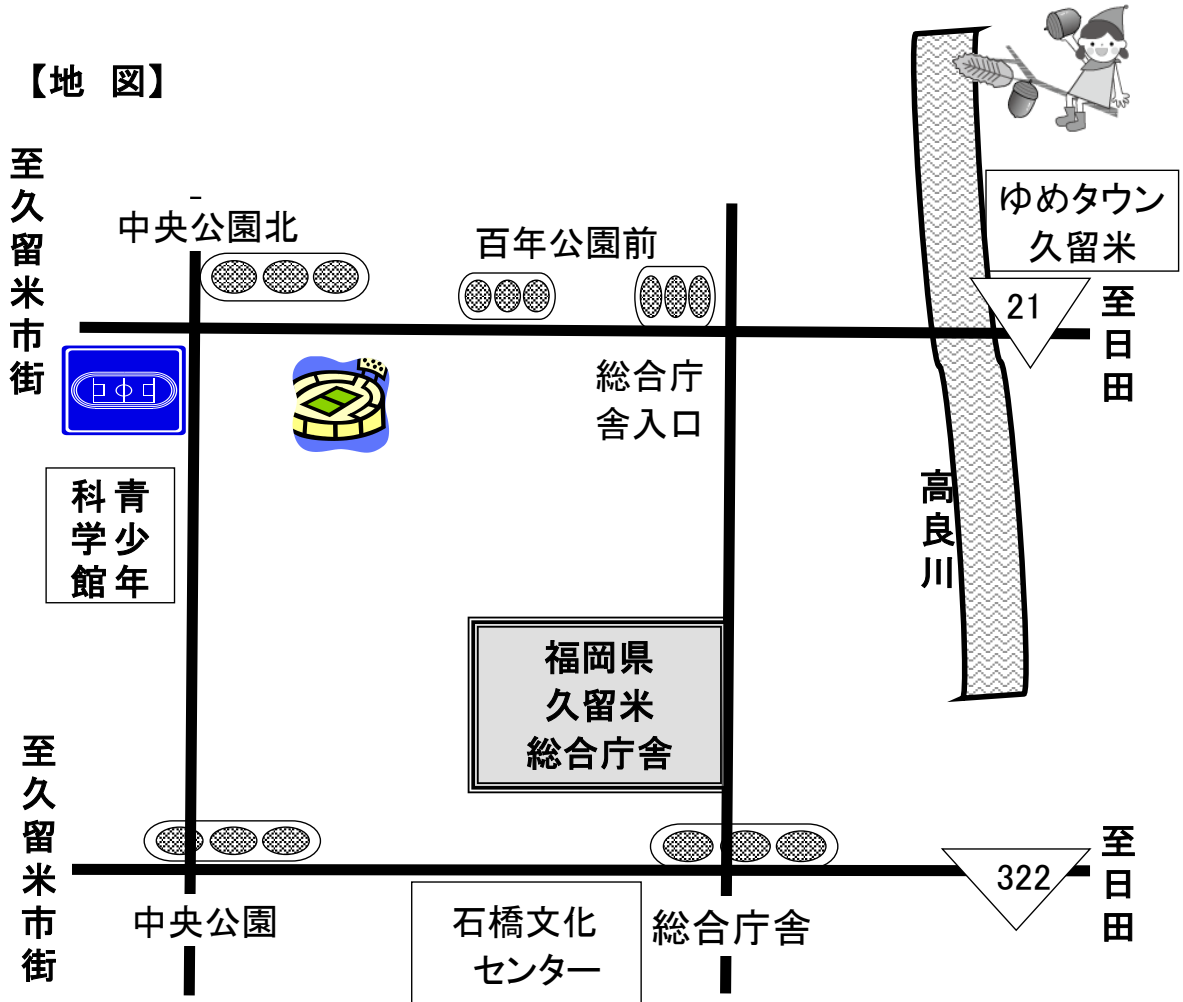 【地 図】
至久留米市街
中央公園北
百年公園前
ゆめタウン
久留米
21
至日田
総合庁
舎入口
青少年
科学館
高良川
福岡県
久留米
総合庁舎
至久留米市街
322
至日田
中央公園
石橋文化
センター
総合庁舎